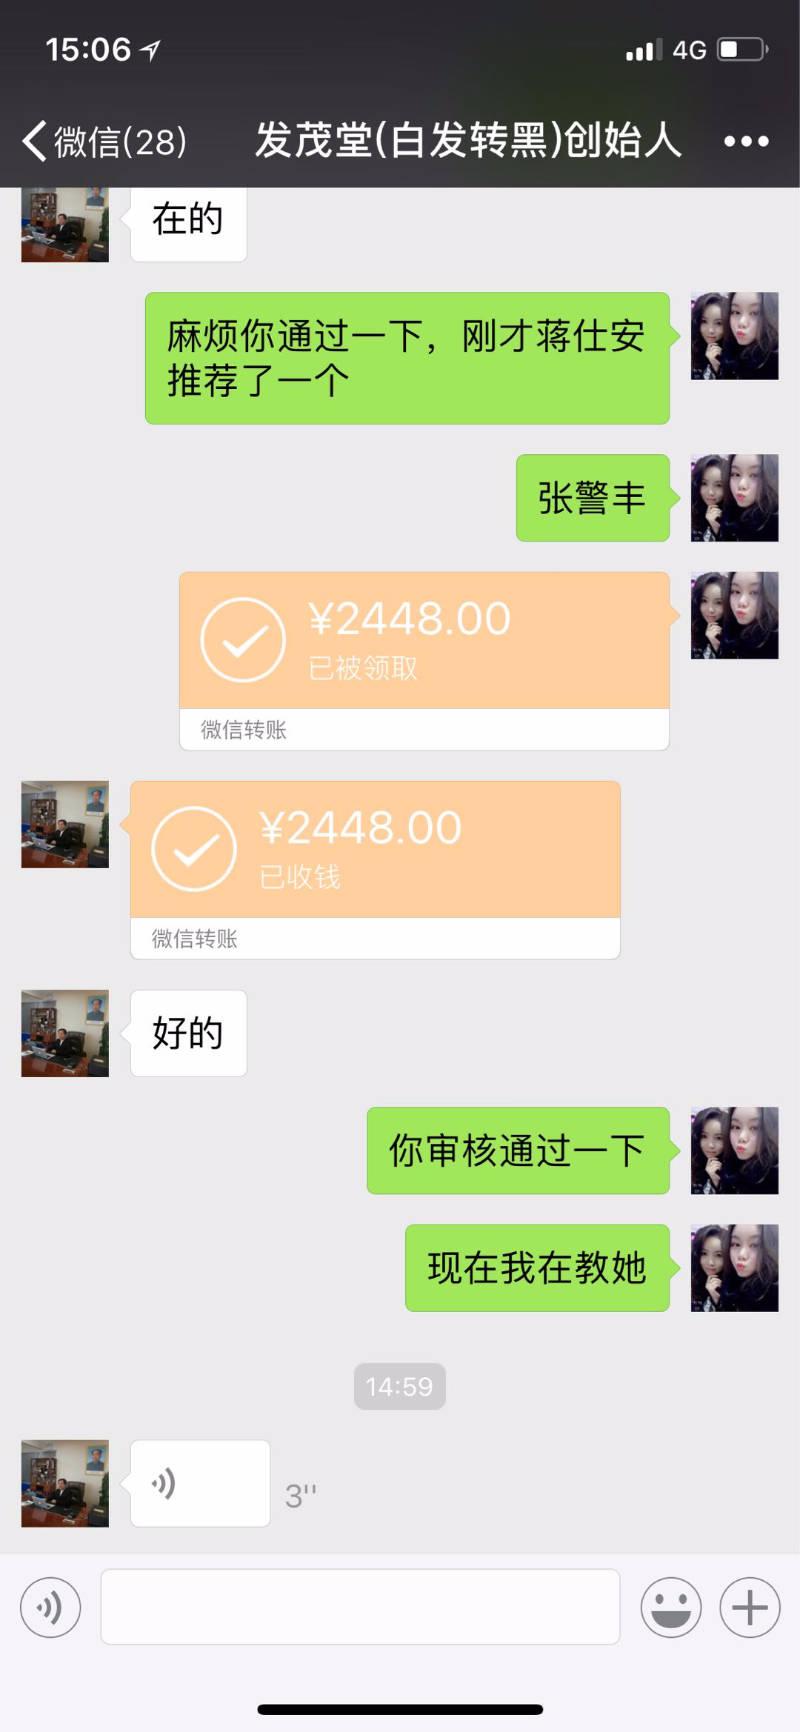 15:06
4G
微信(28)
发茂堂(白发转黑)创始人
在的
麻烦你通过一下，刚才蒋仕安
推荐了一个
张警丰
¥2448.00
已被领取
微信转账
¥2448.00
已收钱
微信转账
好的
你审核通过一下
现在我在教她
14:59
3''